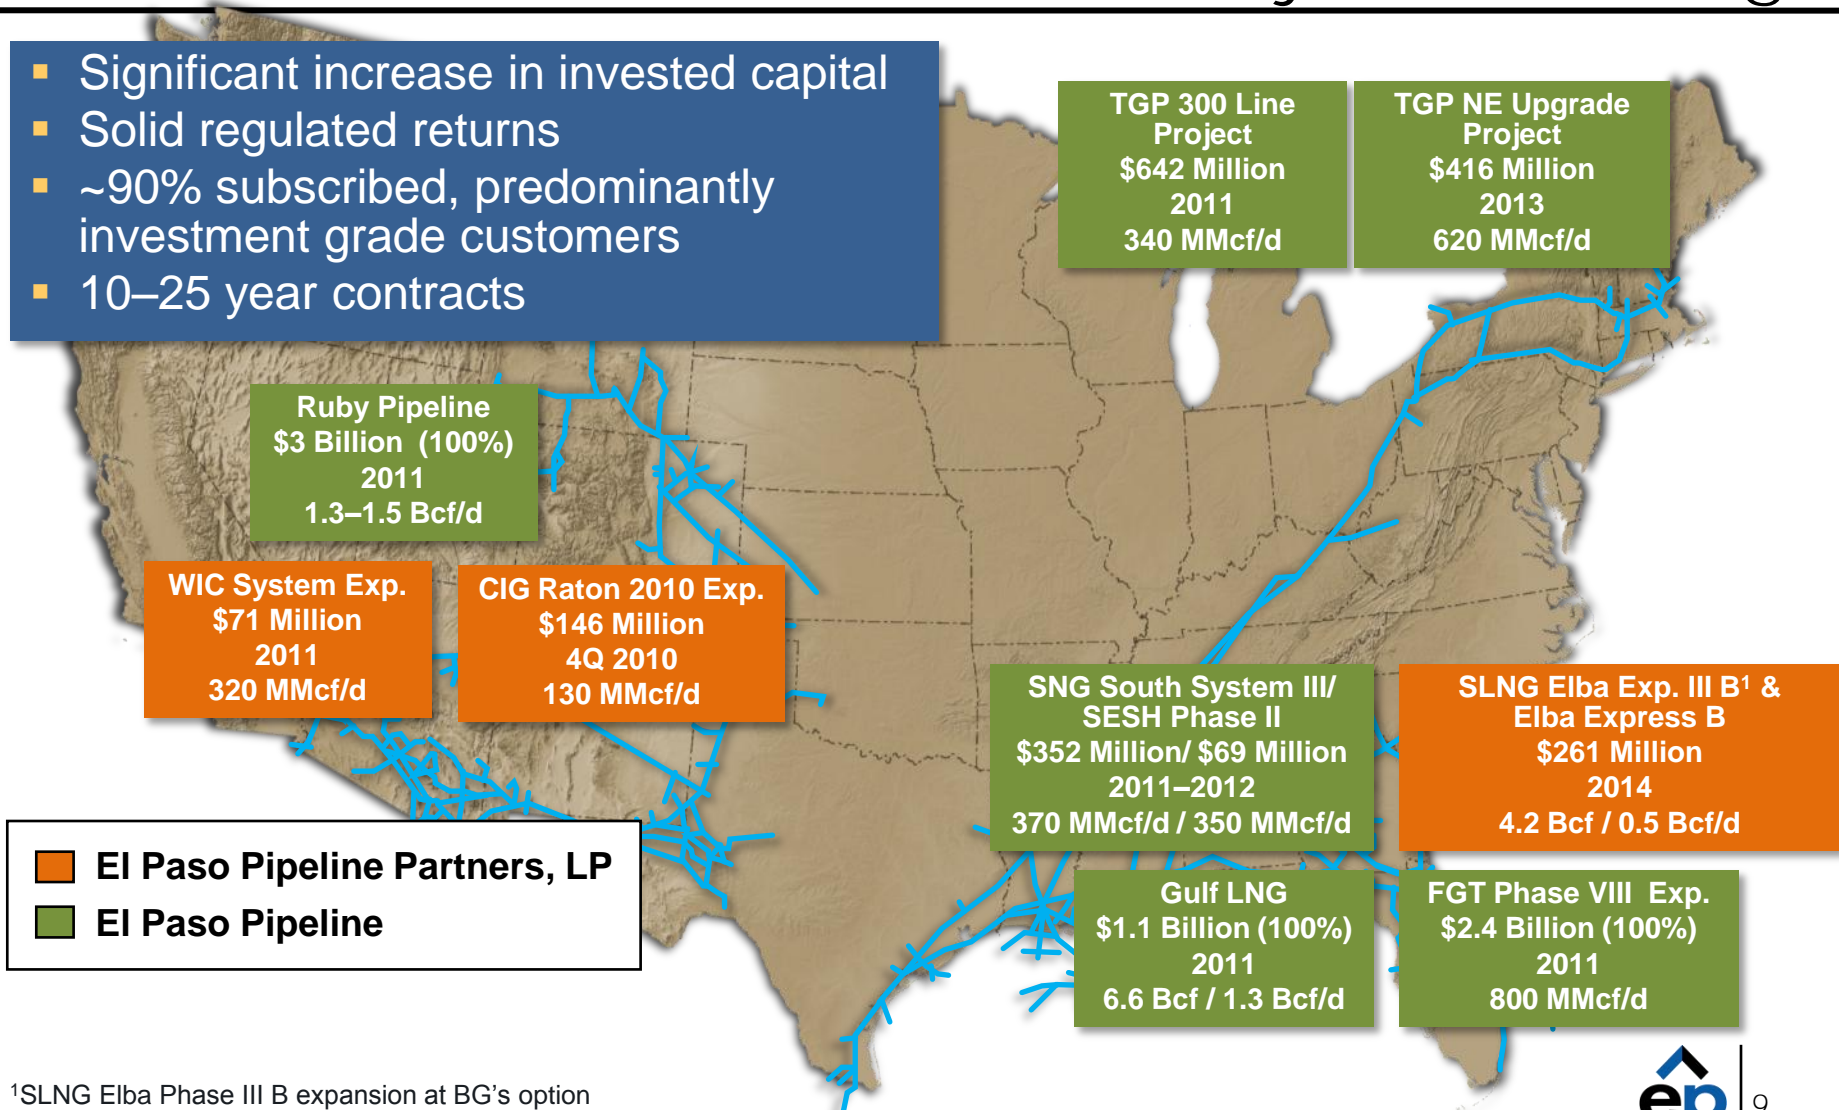 Significant increase in invested capital
Solid regulated returns
~90% subscribed, predominantly
investment grade customers
10–25 year contracts
TGP 300 Line
Project
$642 Million
2011
340 MMcf/d
TGP NE Upgrade
Project
$416 Million
2013
620 MMcf/d
Ruby Pipeline
$3 Billion (100%)
2011
1.3–1.5 Bcf/d
WIC System Exp.
$71 Million
2011
320 MMcf/d
CIG Raton 2010 Exp.
$146 Million
4Q 2010
130 MMcf/d
SNG South System III/
SESH Phase II
$352 Million/ $69 Million
2011–2012
370 MMcf/d / 350 MMcf/d
SLNG Elba Exp. III B¹ &
Elba Express B
$261 Million
2014
4.2 Bcf / 0.5 Bcf/d
Gulf LNG
$1.1 Billion (100%)
2011
6.6 Bcf / 1.3 Bcf/d
FGT Phase VIII Exp.
$2.4 Billion (100%)
2011
800 MMcf/d
El Paso Pipeline Partners, LP
El Paso Pipeline
¹SLNG Elba Phase III B expansion at BG's option
ep
9